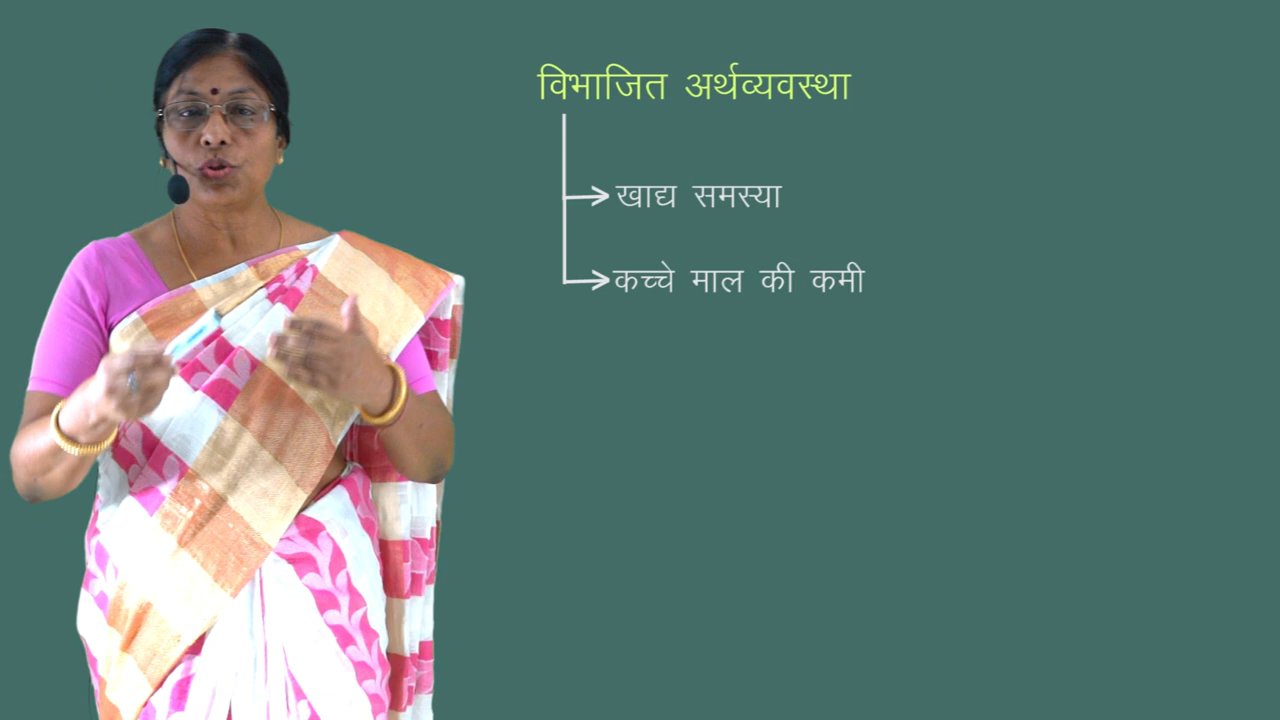 विभाजित अर्थव्यवस्था
खाद्य समस्या
कच्चे माल की कमी